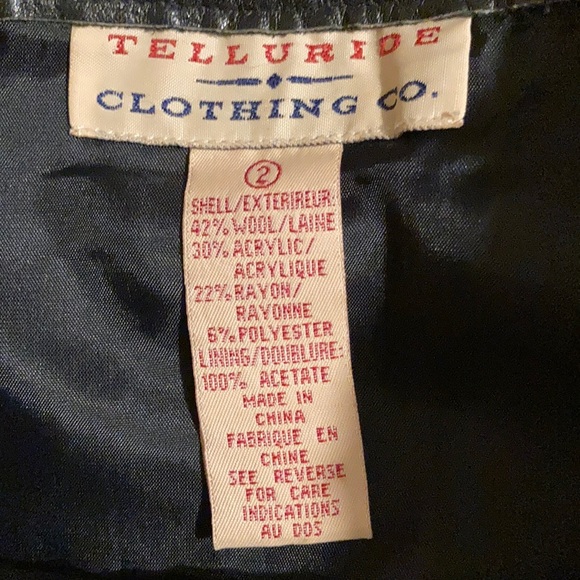 TELLURIDE
CLOTHING CO.
2
SHELL/EXTERIREUR:
42% WOOL/LAINE
30% ACRYLIC/
ACRYLIQUE
22% RAYON/
RAYONNE
6% POLYESTER
LINING/DOUBLURE:
100% ACETATE
MADE IN
CHINA
FABRIQUE EN
CHINE
SEE REVERSE
FOR CARE
INDICATIONS
AU DOS